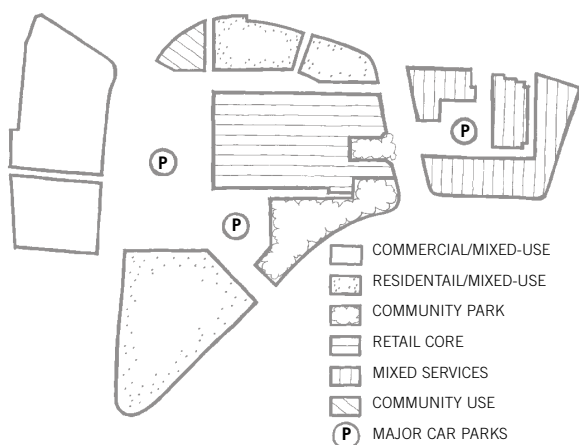 P
P
P
COMMERCIAL/MIXED-USE
RESIDENTAIL/MIXED-USE
COMMUNITY PARK
RETAIL CORE
MIXED SERVICES
COMMUNITY USE
P MAJOR CAR PARKS